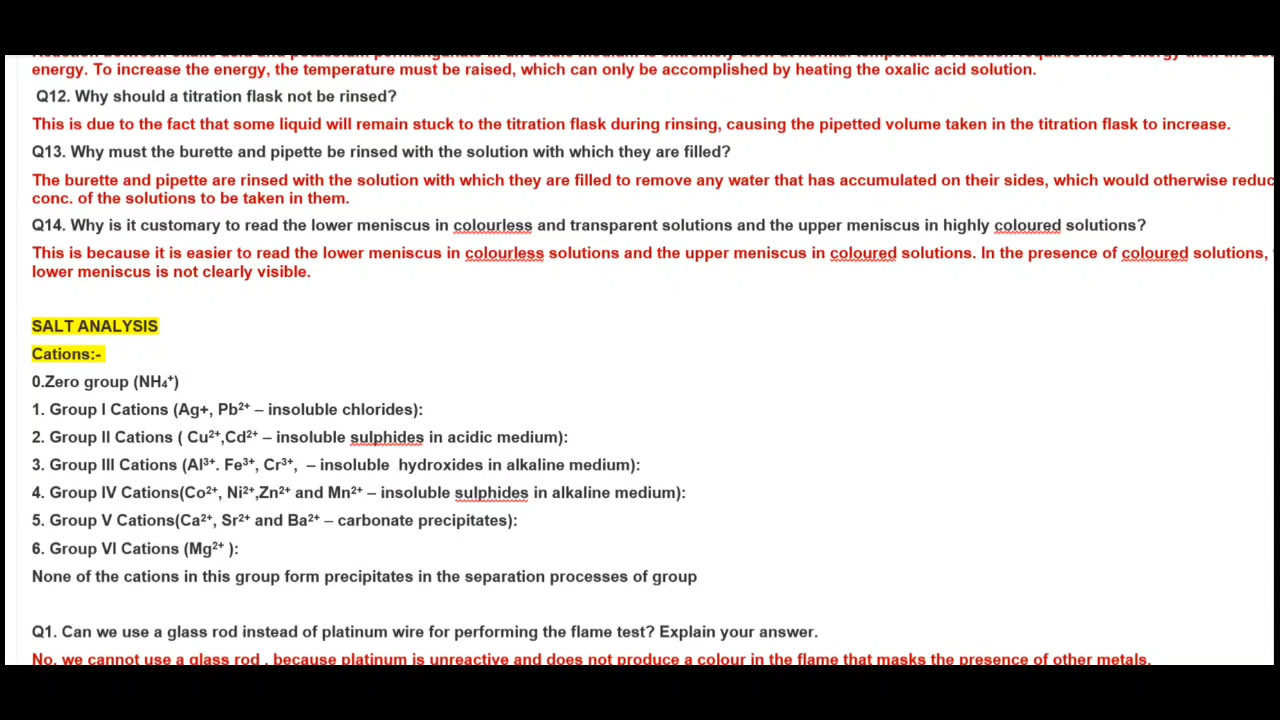 energy. To increase the energy, the temperature must be raised, which can only be accomplished by heating the oxalic acid solution.
Q12. Why should a titration flask not be rinsed?
This is due to the fact that some liquid will remain stuck to the titration flask during rinsing, causing the pipetted volume taken in the titration flask to increase.
Q13. Why must the burette and pipette be rinsed with the solution with which they are filled?
The burette and pipette are rinsed with the solution with which they are filled to remove any water that has accumulated on their sides, which would otherwise
conc. of the solutions to be taken in them.
Q14. Why is it customary to read the lower meniscus in colourless and transparent solutions and the upper meniscus in highly coloured solutions?
This is because it is easier to read the lower meniscus in colourless solutions and the upper meniscus in coloured solutions. In the presence of coloured solutions,
lower meniscus is not clearly visible.
SALT ANALYSIS
Cations:-
0.Zero group (NH₄⁺)
1. Group I Cations (Ag+, Pb²⁺ – insoluble chlorides):
2. Group II Cations ( Cu²⁺,Cd²⁺ – insoluble sulphides in acidic medium):
3. Group III Cations (Al³⁺. Fe³⁺, Cr³⁺,  – insoluble  hydroxides in alkaline medium):
4. Group IV Cations(Co²⁺, Ni²⁺,Zn²⁺ and Mn²⁺ – insoluble sulphides in alkaline medium):
5. Group V Cations(Ca²⁺, Sr²⁺ and Ba²⁺ – carbonate precipitates):
6. Group VI Cations (Mg²⁺ ):
None of the cations in this group form precipitates in the separation processes of group
Q1. Can we use a glass rod instead of platinum wire for performing the flame test? Explain your answer.
No, we cannot use a glass rod , because platinum is unreactive and does not produce a colour in the flame that masks the presence of other metals.